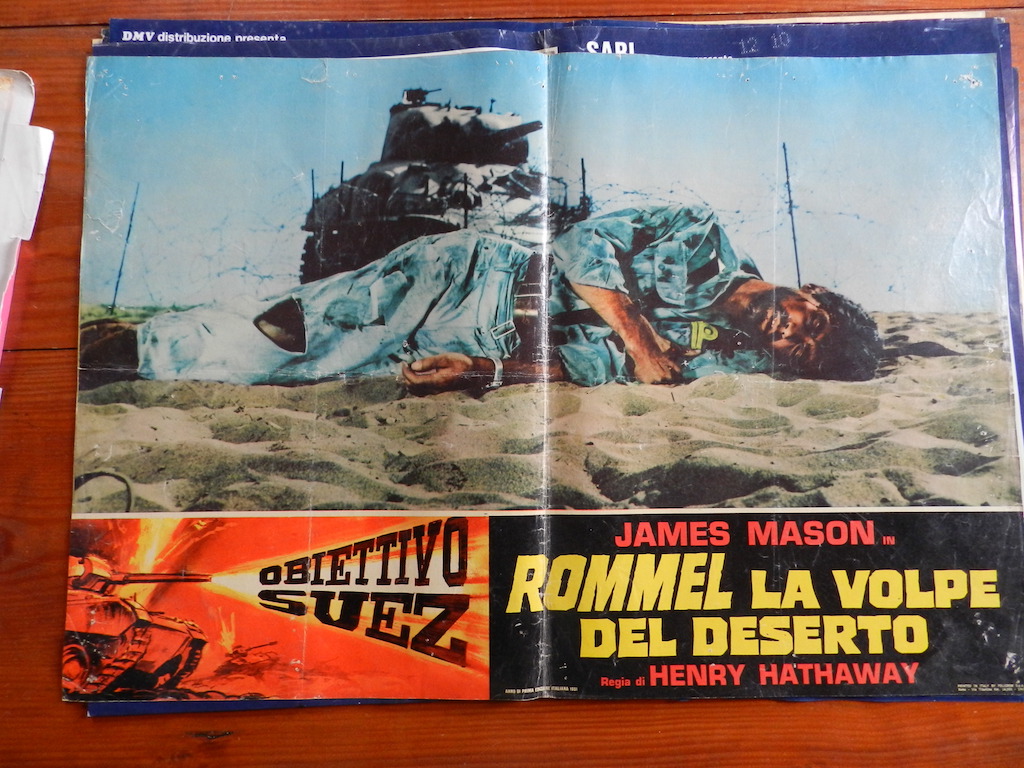 DMV distribuzione presenta
SARI
12 10
P
OBIETTIVO
SUEZ
JAMES MASON IN
ROMMEL LA VOLPE
DEL DESERTO
Regia di HENRY HATHAWAY